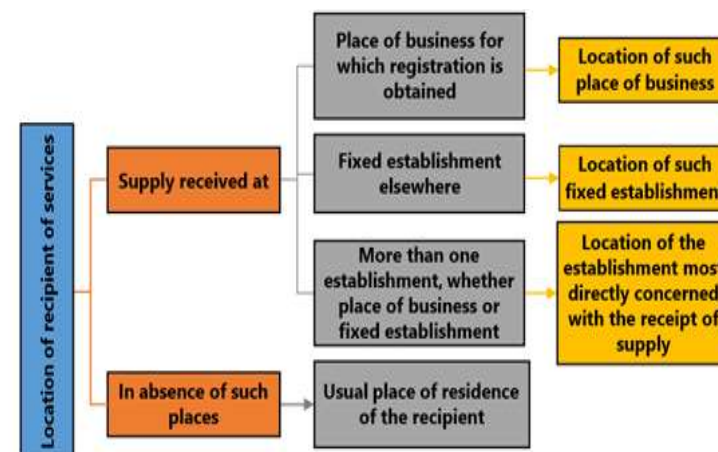 Location of recipient of services
Supply received at
Place of business for
which registration is
obtained
Location of such
place of business
Fixed establishment
elsewhere
Location of such
fixed establishmen
More than one
establishment, whether
place of business or
fixed establishment
Location of the
establishment most
directly concerned
with the receipt of
supply
In absence of such
places
Usual place of residence
of the recipient